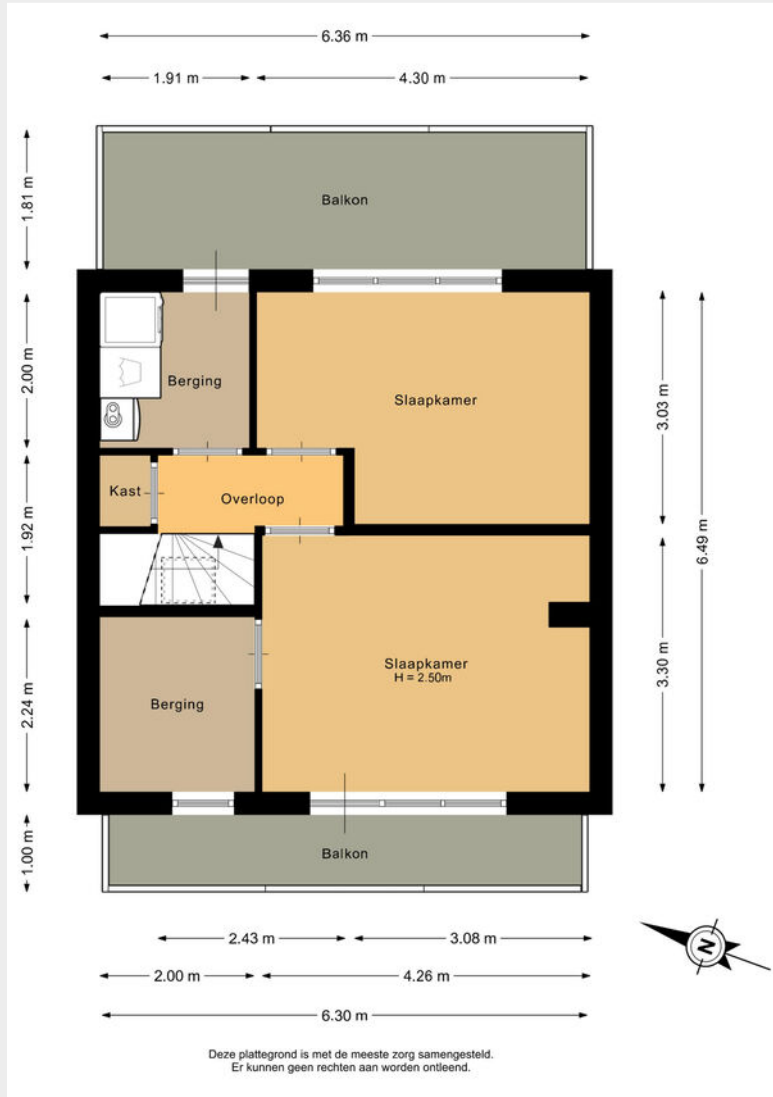 6.36 m
1.91 m
4.30 m
1.81 m
Balkon
2.00 m
Berging
Slaapkamer
3.03 m
Kast
Overloop
1.92 m
6.49 m
Slaapkamer
H = 2.50m
3.30 m
Berging
2.24 m
1.00 m
Balkon
2.43 m
3.08 m
N
2.00 m
4.26 m
6.30 m
Deze plattegrond is met de meeste zorg samengesteld.
Er kunnen geen rechten aan worden ontleend.